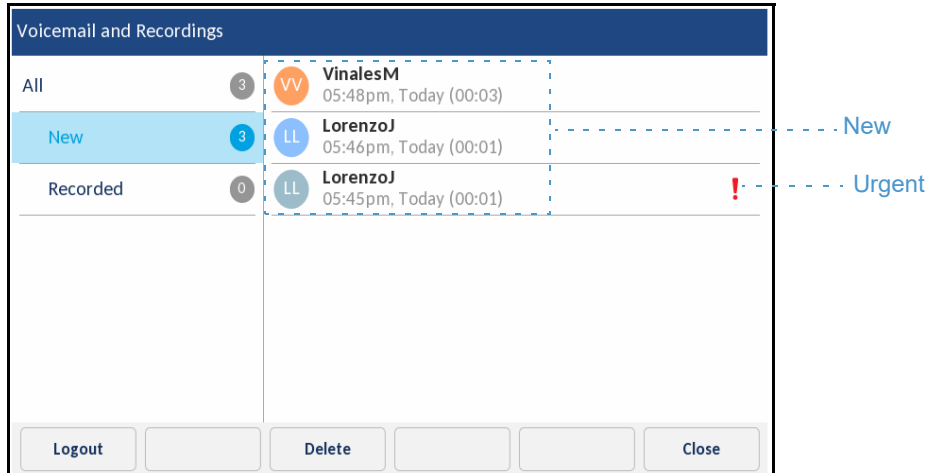 Voicemail and Recordings
All 3
New 3
Recorded 0
VV VinalesM
05:48pm, Today (00:03)
LL LorenzoJ
05:46pm, Today (00:01)
LL LorenzoJ
05:45pm, Today (00:01)
!
New
Urgent
Logout Delete Close